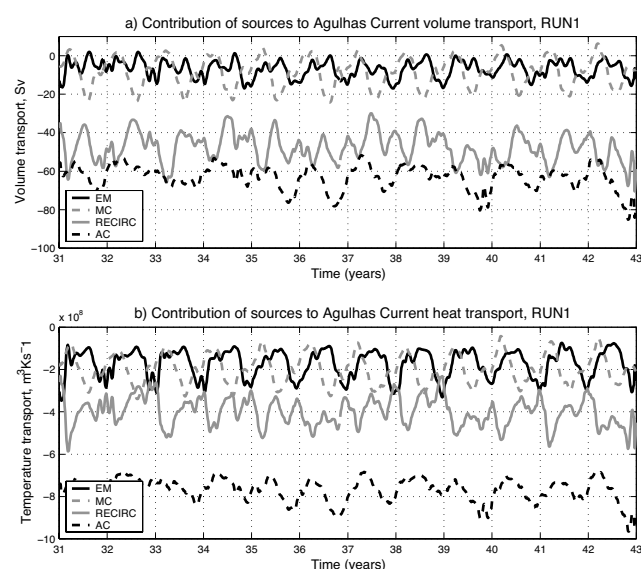 a) Contribution of sources to Agulhas Current volume transport, RUN1
0
−20
−40
−60
−80
−100
Volume transport, Sv
EM
MC
RECIRC
AC
31 32 33 34 35 36 37 38 39 40 41 42 43
Time (years)
b) Contribution of sources to Agulhas Current heat transport, RUN1
x 10⁸
0
−2
−4
−6
−8
−10
Temperature transport, m³Ks⁻¹
EM
MC
RECIRC
AC
31 32 33 34 35 36 37 38 39 40 41 42 43
Time (years)